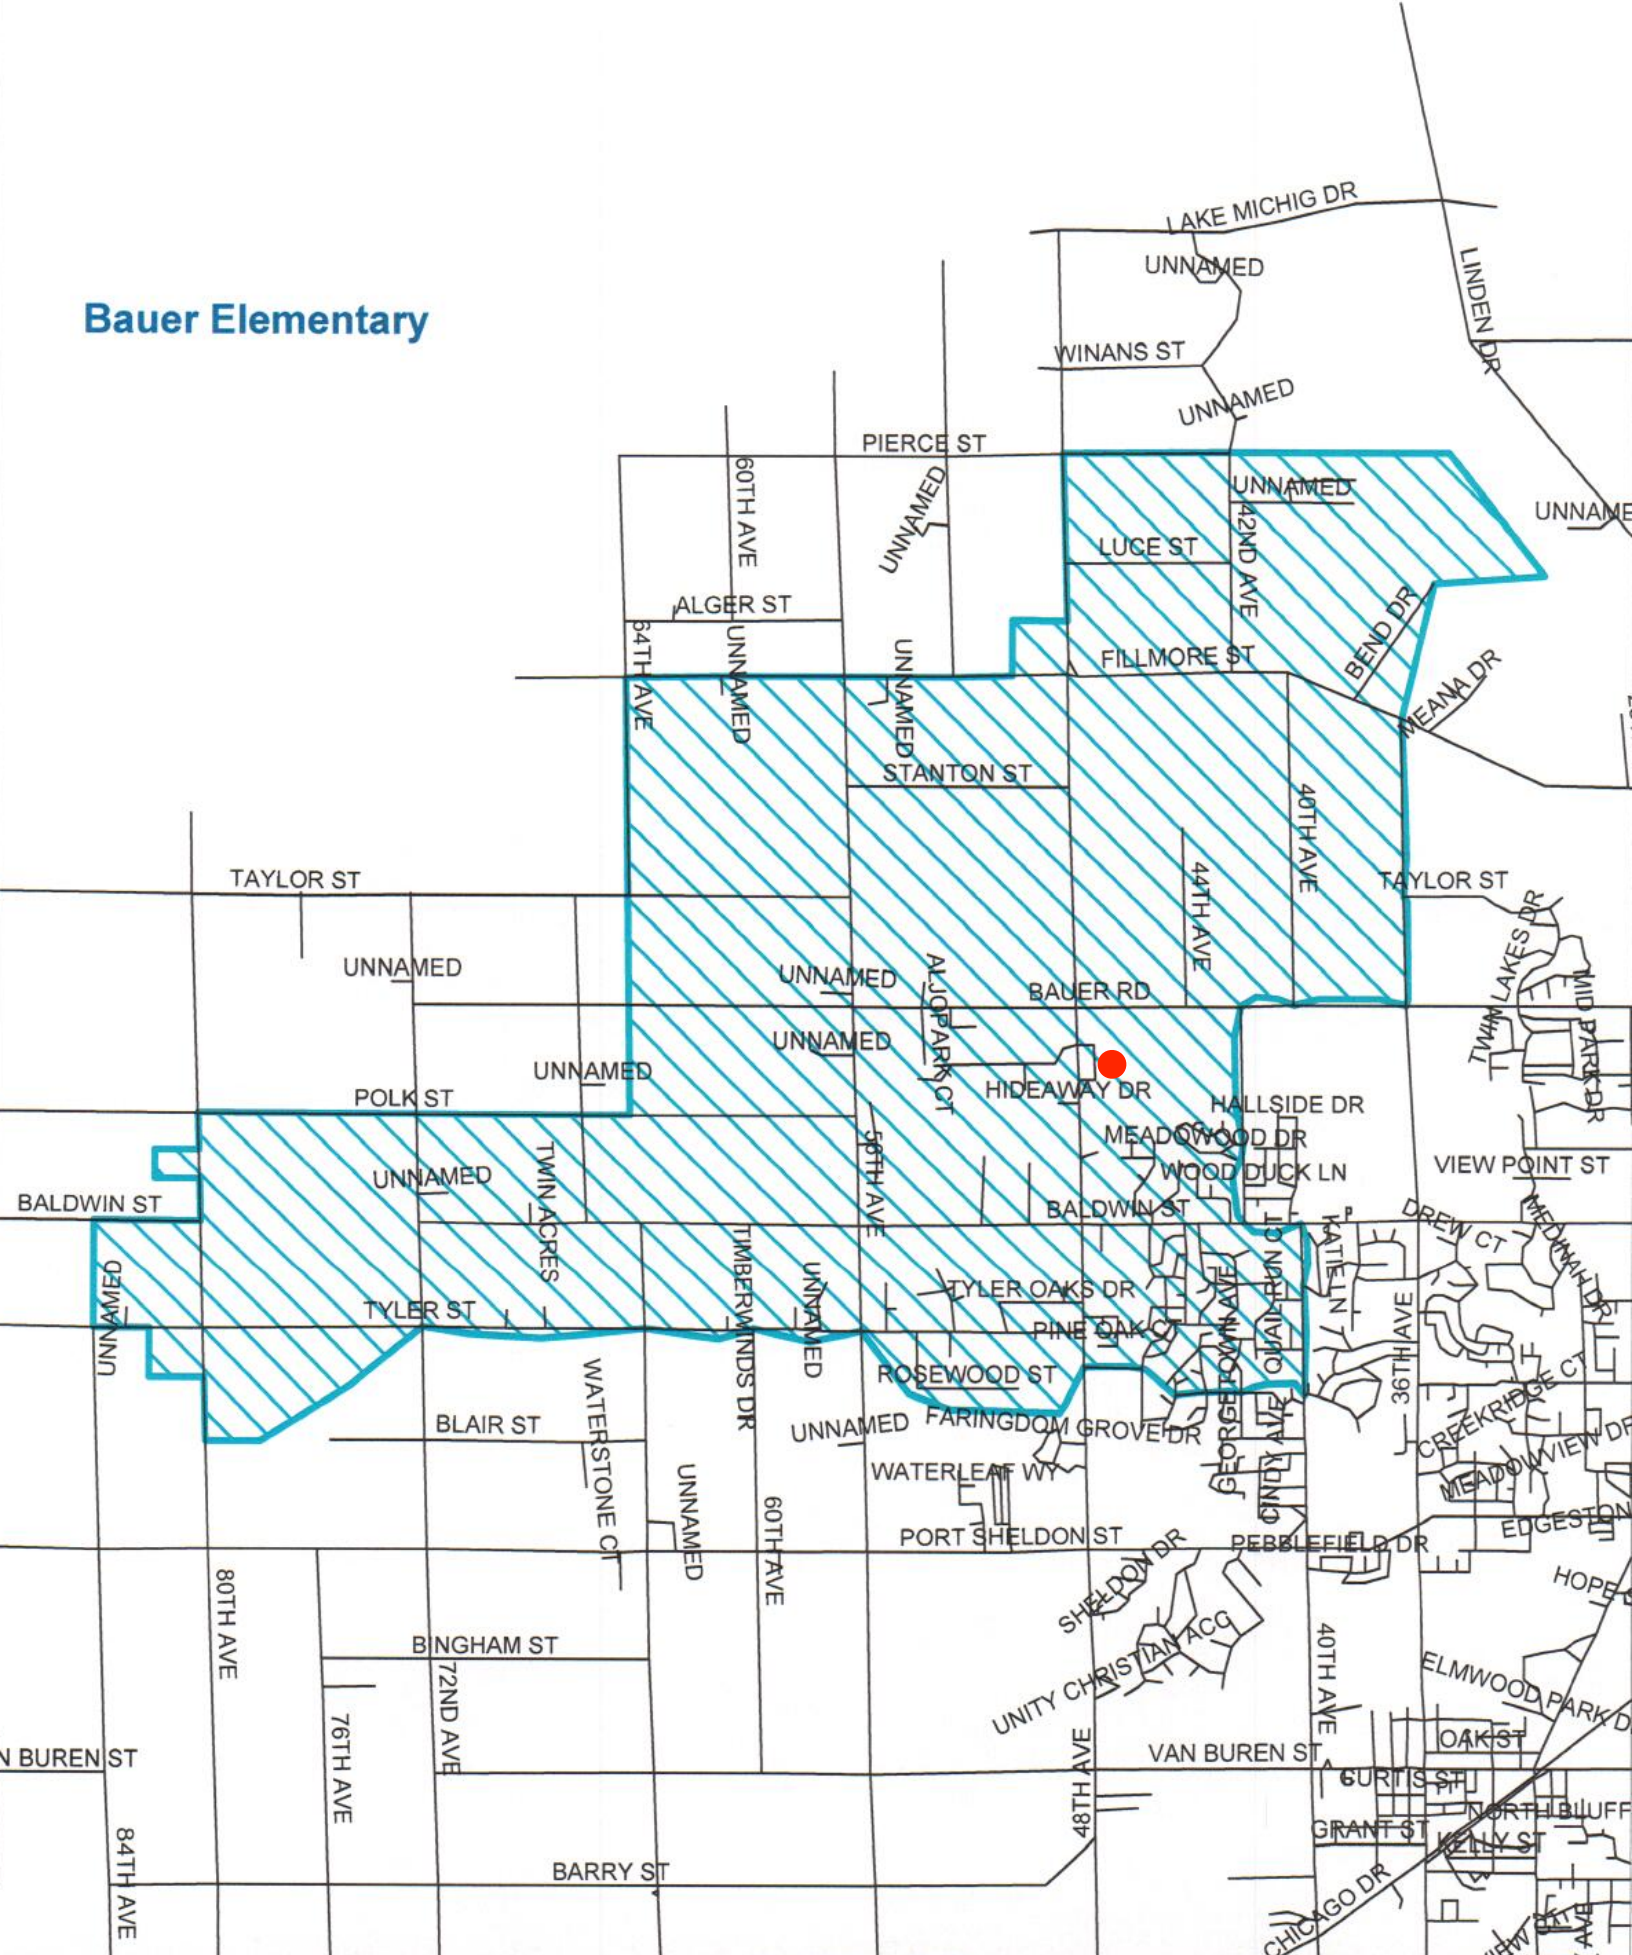 LAKE MICHIG DR
UNNAMED
LINDEN DR
Bauer Elementary
WINANS ST
UNNAMED
PIERCE ST
60TH AVE
UNNAMED
UNNAMED
42ND AVE
UNNAMED
LUCE ST
ALGER ST
64TH AVE
UNNAMED
UNNAMED
FILLMORE ST
BEND DR
MEANA DR
STANTON ST
40TH AVE
TAYLOR ST
44TH AVE
TAYLOR ST
TWIN LAKES DR
UNNAMED
UNNAMED
ALJOPARK CT
BAUER RD
MID PARK DR
UNNAMED
UNNAMED
HIDEAWAY DR
POLK ST
HALLSIDE DR
MEADOWOOD DR
56TH AVE
TWIN ACRES
UNNAMED
WOOD DUCK LN
VIEW POINT ST
BALDWIN ST
BALDWIN ST
DREW CT
MEDINAH DR
KATIE LN
QUAIL RUN CT
UNNAMED
TIMBERWINDS DR
UNNAMED
TYLER OAKS DR
GEORGETOWN AVE
TYLER ST
PINE OAK CT
36TH AVE
ROSEWOOD ST
WATERSTONE CT
CREEKRIDGE CT
BLAIR ST
UNNAMED
FARINGDOM GROVE DR
CINDY AVE
MEADOWVIEW DR
WATERLEAF WY
UNNAMED
60TH AVE
PORT SHELDON ST
PEBBLEFIELD DR
EDGESTON
SHELDON DR
HOPE S
80TH AVE
UNITY CHRISTIAN ACC
40TH AVE
BINGHAM ST
72ND AVE
ELMWOOD PARK D
76TH AVE
48TH AVE
OAK ST
N BUREN ST
VAN BUREN ST
CURTIS ST
NORTH BLUFF
GRANT ST
KELLY ST
84TH AVE
BARRY ST
CHICAGO DR